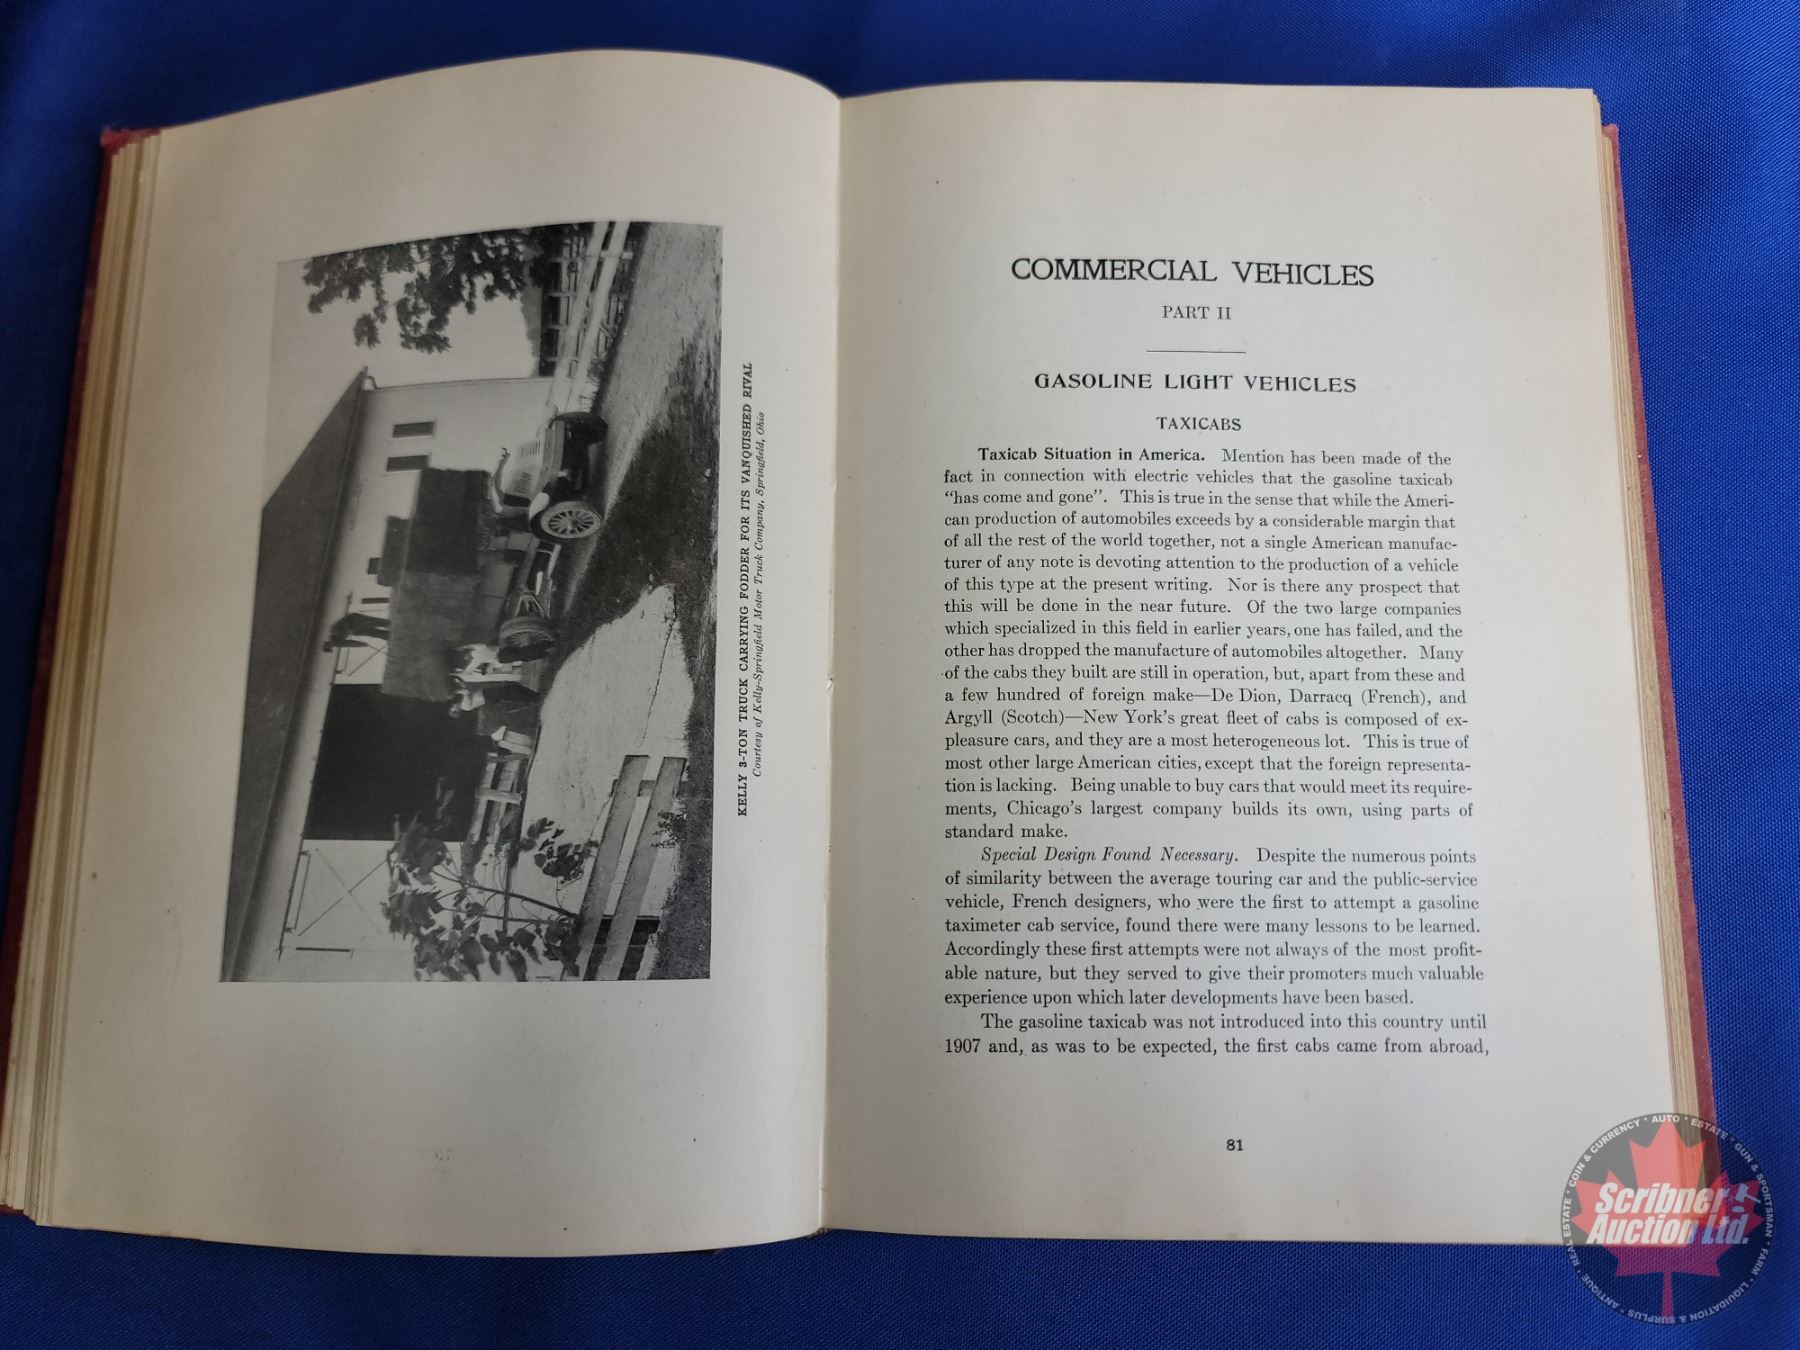 KELLY 3-TON TRUCK CARRYING FODDER FOR ITS VANQUISHED RIVAL
Courtesy of Kelly-Springfield Motor Truck Company, Springfield, Ohio
COMMERCIAL VEHICLES
PART II
GASOLINE LIGHT VEHICLES
TAXICABS
Taxicab Situation in America. Mention has been made of the
fact in connection with electric vehicles that the gasoline taxicab
“has come and gone”. This is true in the sense that while the Ameri-
can production of automobiles exceeds by a considerable margin that
of all the rest of the world together, not a single American manufac-
turer of any note is devoting attention to the production of a vehicle
of this type at the present writing. Nor is there any prospect that
this will be done in the near future. Of the two large companies
which specialized in this field in earlier years, one has failed, and the
other has dropped the manufacture of automobiles altogether. Many
of the cabs they built are still in operation, but, apart from these and
a few hundred of foreign make—De Dion, Darracq (French), and
Argyll (Scotch)—New York’s great fleet of cabs is composed of ex-
pleasure cars, and they are a most heterogeneous lot. This is true of
most other large American cities, except that the foreign representa-
tion is lacking. Being unable to buy cars that would meet its require-
ments, Chicago’s largest company builds its own, using parts of
standard make.
Special Design Found Necessary. Despite the numerous points
of similarity between the average touring car and the public-service
vehicle, French designers, who were the first to attempt a gasoline
taximeter cab service, found there were many lessons to be learned.
Accordingly these first attempts were not always of the most profit-
able nature, but they served to give their promoters much valuable
experience upon which later developments have been based.
The gasoline taxicab was not introduced into this country until
1907 and, as was to be expected, the first cabs came from abroad,
81
Scribner
Auction Ltd.
REAL ESTATE * COIN & CURRENCY * AUTO * ESTATE * GUN & SPORTSMAN * FARM * LIQUIDATION & SURPLUS * ANTIQUE *